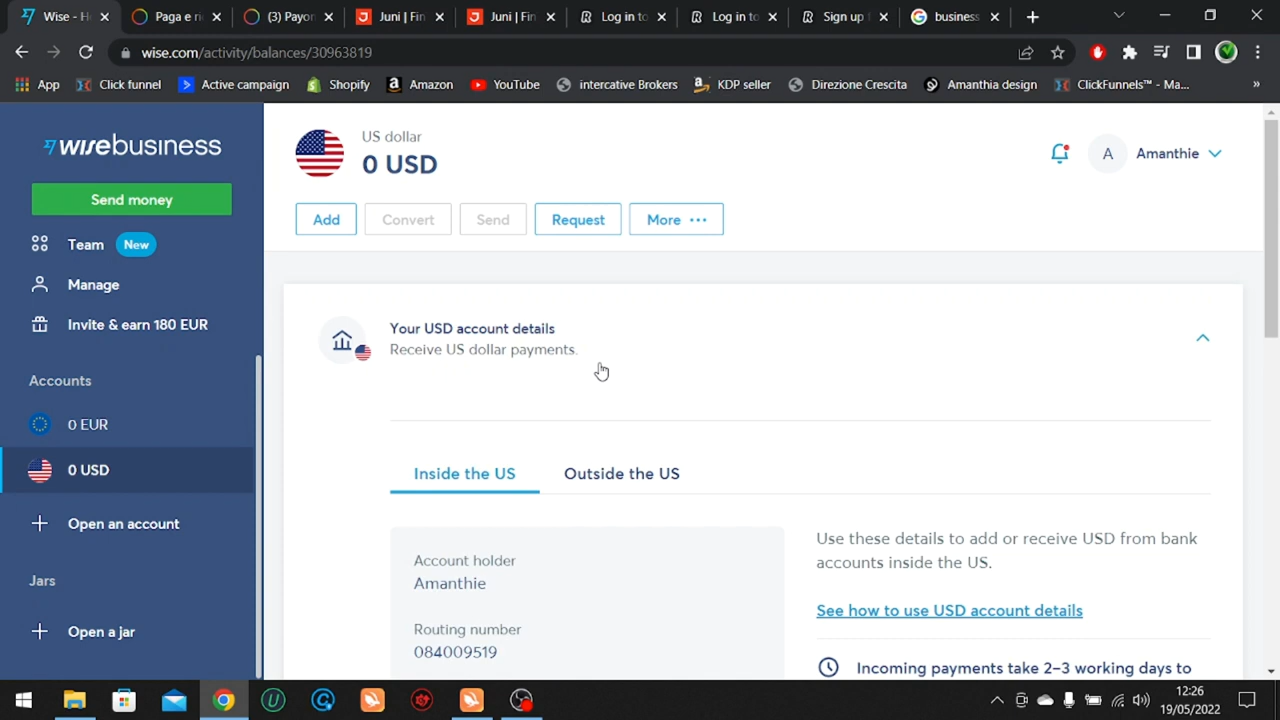 Wise -
Paga e ri
(3) Payon
Juni | Fin
Juni | Fin
Log in to
Log in to
Sign up f
business
wise.com/activity/balances/30963819
App
Click funnel
Active campaign
Shopify
Amazon
YouTube
intercative Brokers
KDP seller
Direzione Crescita
Amanthia design
ClickFunnels™ - Ma...
»
wisebusiness
US dollar
0 USD
A
Amanthie
Send money
Add
Convert
Send
Request
More
Team
New
Manage
Invite & earn 180 EUR
Accounts
0 EUR
0 USD
Open an account
Jars
Open a jar
Your USD account details
Receive US dollar payments.
Inside the US
Outside the US
Account holder
Amanthie
Routing number
084009519
Use these details to add or receive USD from bank
accounts inside the US.
See how to use USD account details
Incoming payments take 2–3 working days to
12:26
19/05/2022